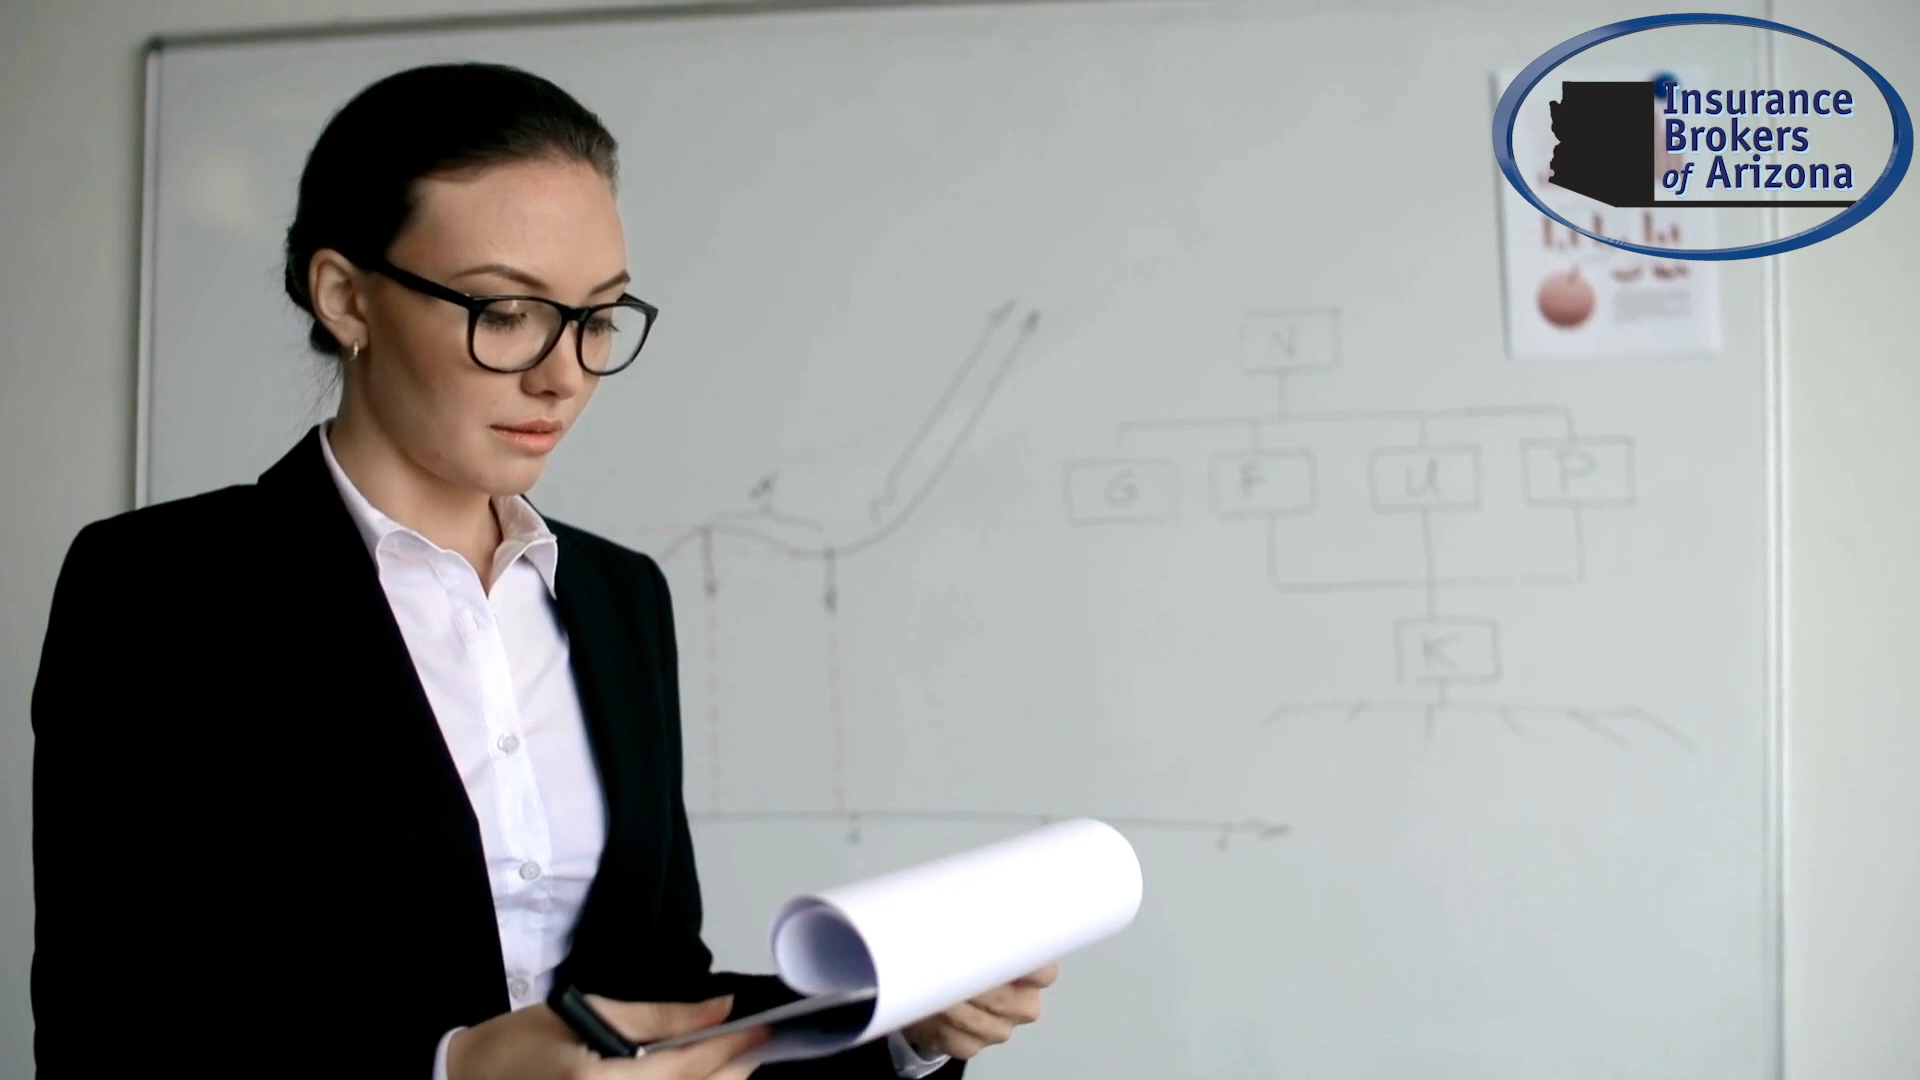 Insurance
Brokers
of Arizona
N
G F U P
K